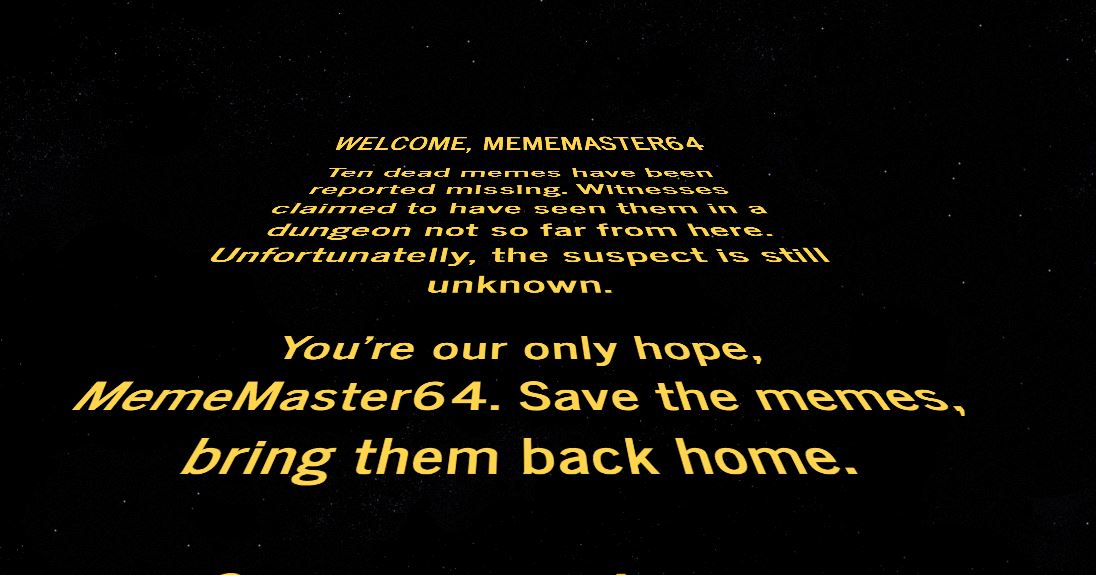 WELCOME, MEMEMASTER64
Ten dead memes have been
reported missing. Witnesses
claimed to have seen them in a
dungeon not so far from here.
Unfortunatelly, the suspect is still
unknown.
You're our only hope,
MemeMaster64. Save the memes,
bring them back home.